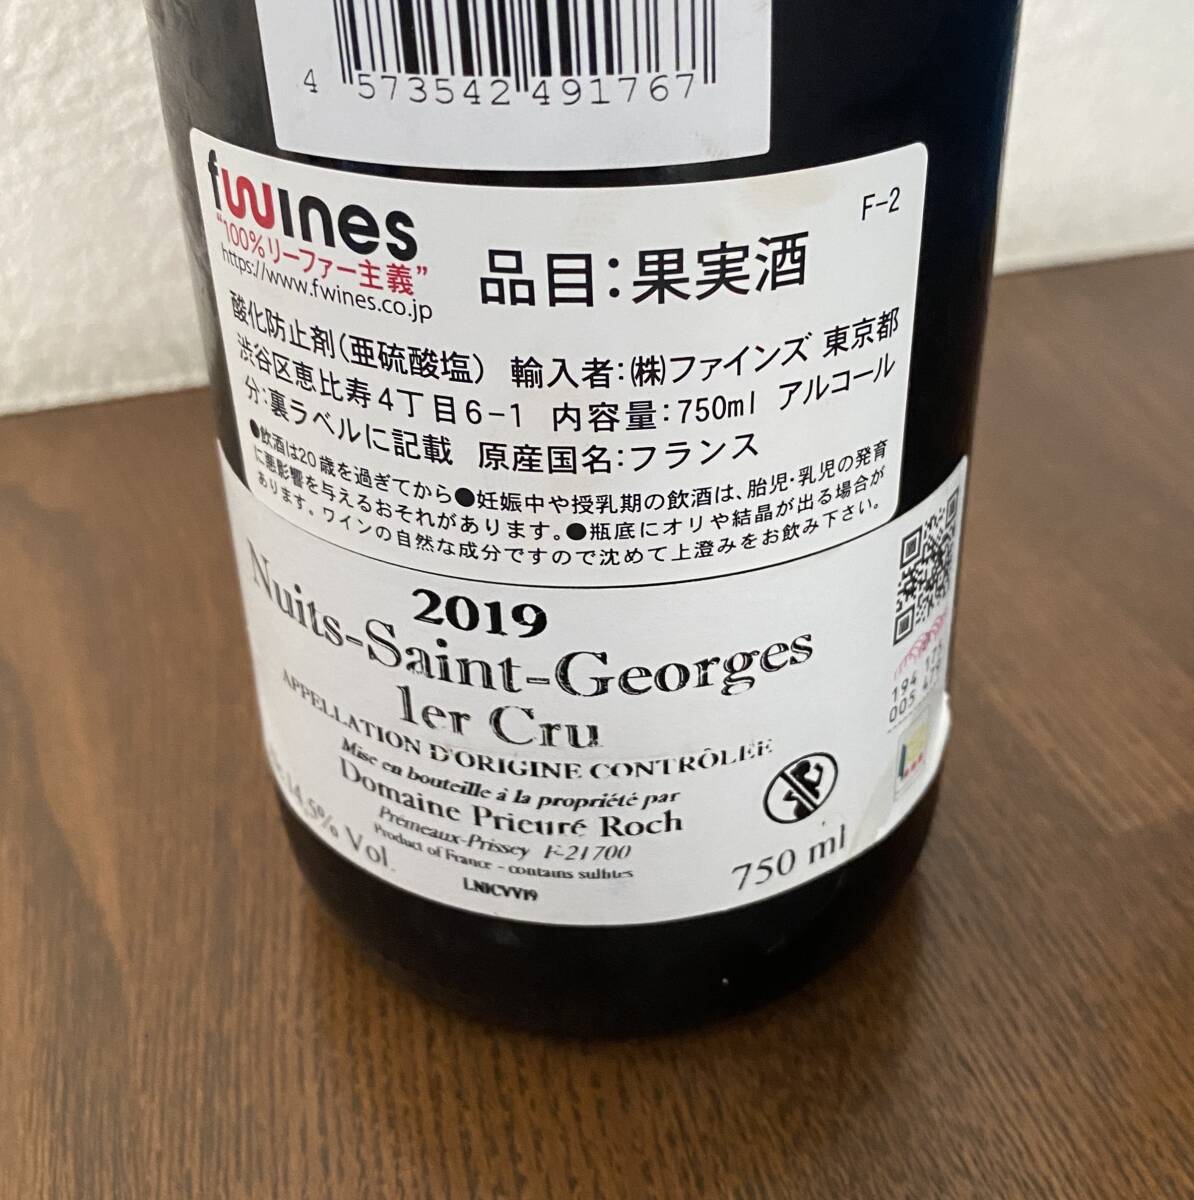 4 573542 491767
fwines
F-2
“100%リーファー主義”
https://www.fwines.co.jp
品目：果実酒
酸化防止剤（亜硫酸塩） 輸入者：㈱ファインズ 東京都
渋谷区恵比寿4丁目6-1 内容量：750ml アルコール
分：裏ラベルに記載 原産国名：フランス
●飲酒は20歳を過ぎてから●妊娠中や授乳期の飲酒は、胎児・乳児の発育
に悪影響を与えるおそれがあります。●瓶底にオリや結晶が出る場合が
あります。ワインの自然な成分ですので沈めて上澄みをお飲み下さい。
2019
Nuits-Saint-Georges
1er Cru
APPELLATION D'ORIGINE CONTRÔLÉE
Mise en bouteille à la propriété par
Domaine Prieuré Roch
Prémeaux-Prissey F-21700
Product of France - contains sulfites
LNICVV19
14,5% Vol.
750 ml